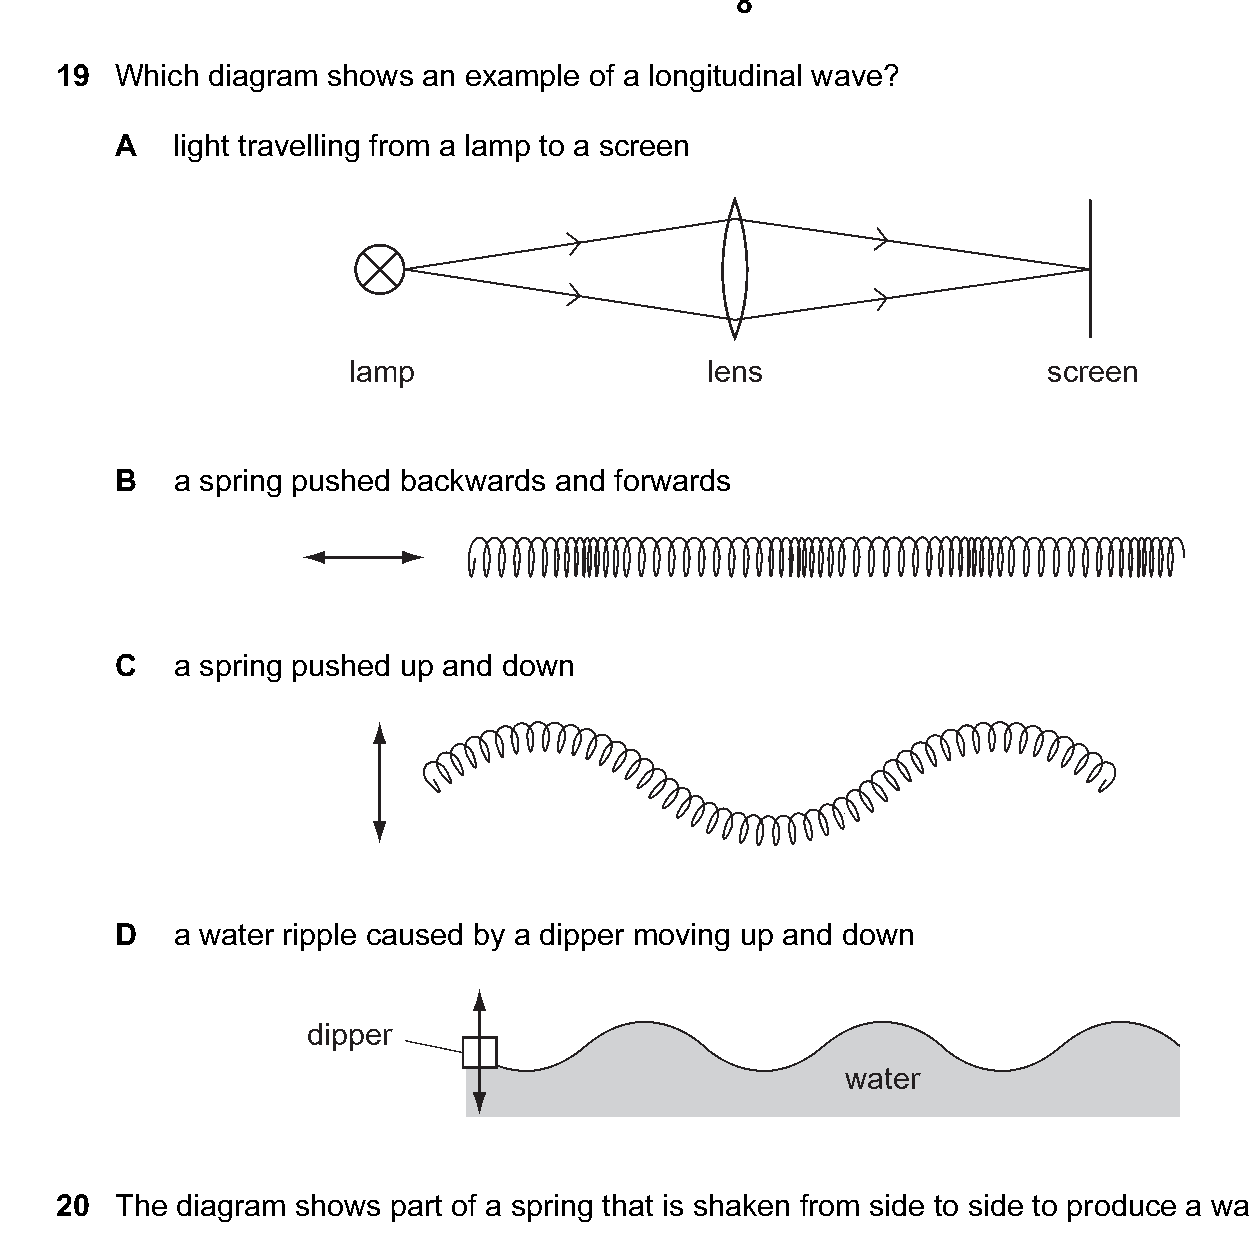 8
19 Which diagram shows an example of a longitudinal wave?
A light travelling from a lamp to a screen
lamp lens screen
B a spring pushed backwards and forwards
C a spring pushed up and down
D a water ripple caused by a dipper moving up and down
dipper
water
20 The diagram shows part of a spring that is shaken from side to side to produce a wa